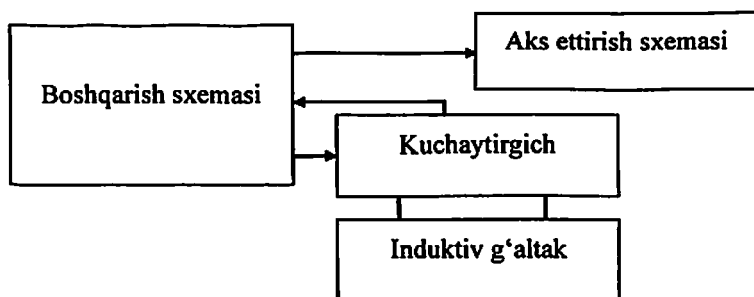 Aks ettirish sxemasi
Boshqarish sxemasi
Kuchaytirgich
Induktiv g‘altak